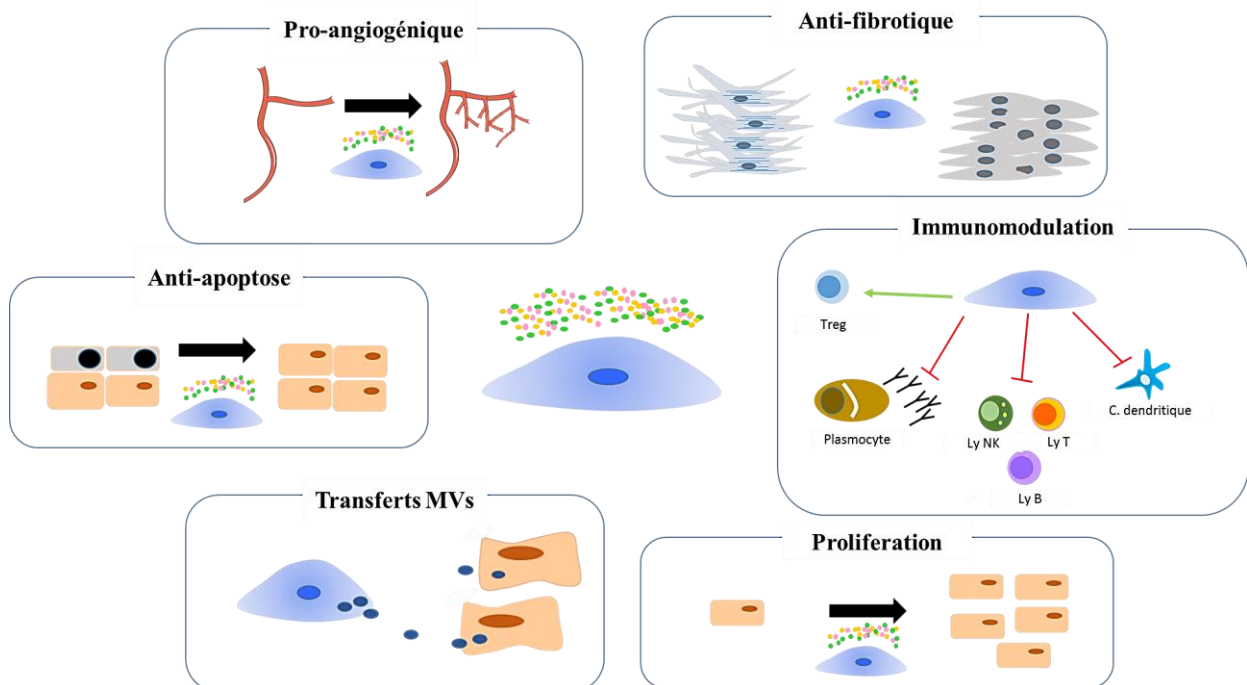 Pro-angiogénique
Anti-fibrotique
Immunomodulation
Treg
Plasmocyte
Ly NK
Ly T
C. dendritique
Ly B
Anti-apoptose
Transferts MVs
Proliferation